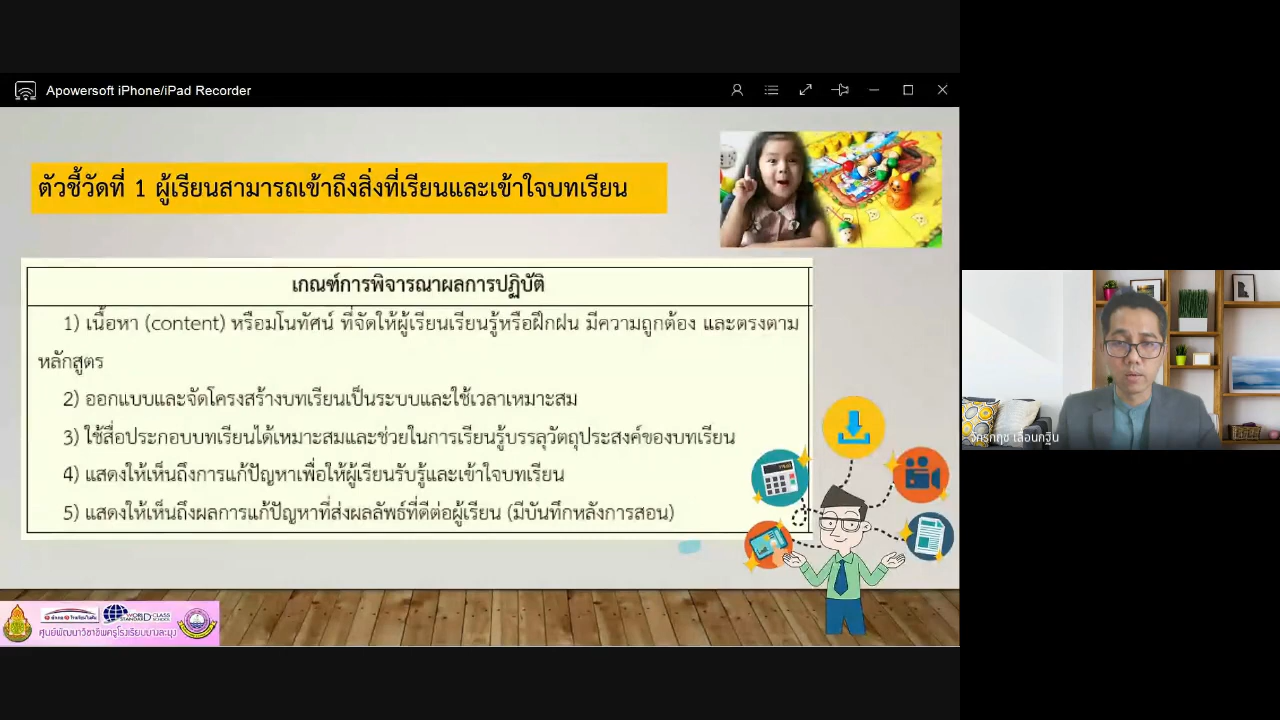 Apowersoft iPhone/iPad Recorder
ตัวชี้วัดที่ 1 ผู้เรียนสามารถเข้าถึงสิ่งที่เรียนและเข้าใจบทเรียน
เกณฑ์การพิจารณาผลการปฏิบัติ
1) เนื้อหา (content) หรือมโนทัศน์ ที่จัดให้ผู้เรียนเรียนรู้หรือฝึกฝน มีความถูกต้อง และตรงตาม
หลักสูตร
2) ออกแบบและจัดโครงสร้างบทเรียนเป็นระบบและใช้เวลาเหมาะสม
3) ใช้สื่อประกอบบทเรียนได้เหมาะสมและช่วยในการเรียนรู้บรรลุวัตถุประสงค์ของบทเรียน
4) แสดงให้เห็นถึงการแก้ปัญหาเพื่อให้ผู้เรียนรับรู้และเข้าใจบทเรียน
5) แสดงให้เห็นถึงผลการแก้ปัญหาที่ส่งผลลัพธ์ที่ดีต่อผู้เรียน (มีบันทึกหลังการสอน)
จักรกฤช เลื่อนกฐิน
WORLD CLASS
STANDARD SCHOOL
ศูนย์พัฒนาวิชาชีพครูโรงเรียนบางละมุง